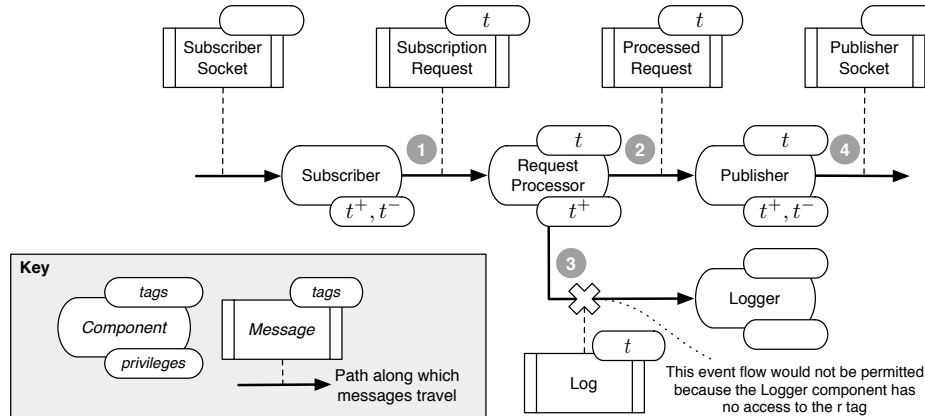 t
t
Subscriber
Socket
Subscription
Request
Processed
Request
Publisher
Socket
1
2
4
t
t
Subscriber
Request
Processor
Publisher
t⁺, t⁻
t⁺
t⁺, t⁻
3
Key
tags
tags
Component
Message
privileges
Path along which
messages travel
Logger
t
Log
This event flow would not be permitted
because the Logger component has
no access to the r tag